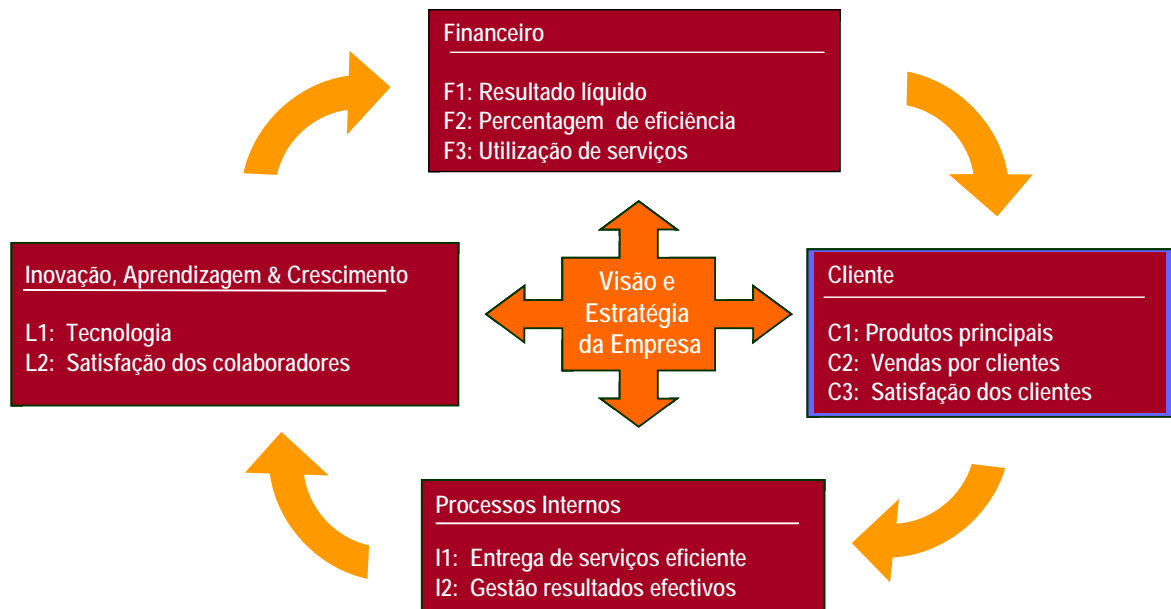 Financeiro
F1: Resultado líquido
F2: Percentagem de eficiência
F3: Utilização de serviços
Inovação, Aprendizagem & Crescimento
L1: Tecnologia
L2: Satisfação dos colaboradores
Visão e
Estratégia
da Empresa
Cliente
C1: Produtos principais
C2: Vendas por clientes
C3: Satisfação dos clientes
Processos Internos
I1: Entrega de serviços eficiente
I2: Gestão resultados efectivos